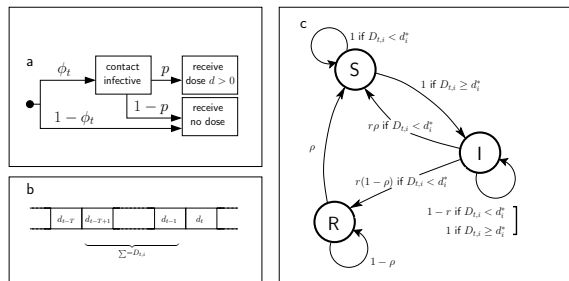 a
ϕ_t
contact
infective
p
receive
dose d > 0
1 − p
1 − ϕ_t
receive
no dose
b
d_{t−T}
d_{t−T+1}
d_{t−1}
d_t
∑=D_{t,i}
c
1 if D_{t,i} < d_i^*
S
1 if D_{t,i} ≥ d_i^*
rρ if D_{t,i} < d_i^*
ρ
I
r(1 − ρ) if D_{t,i} < d_i^*
R
1 − r if D_{t,i} < d_i^*
1 if D_{t,i} ≥ d_i^*
1 − ρ